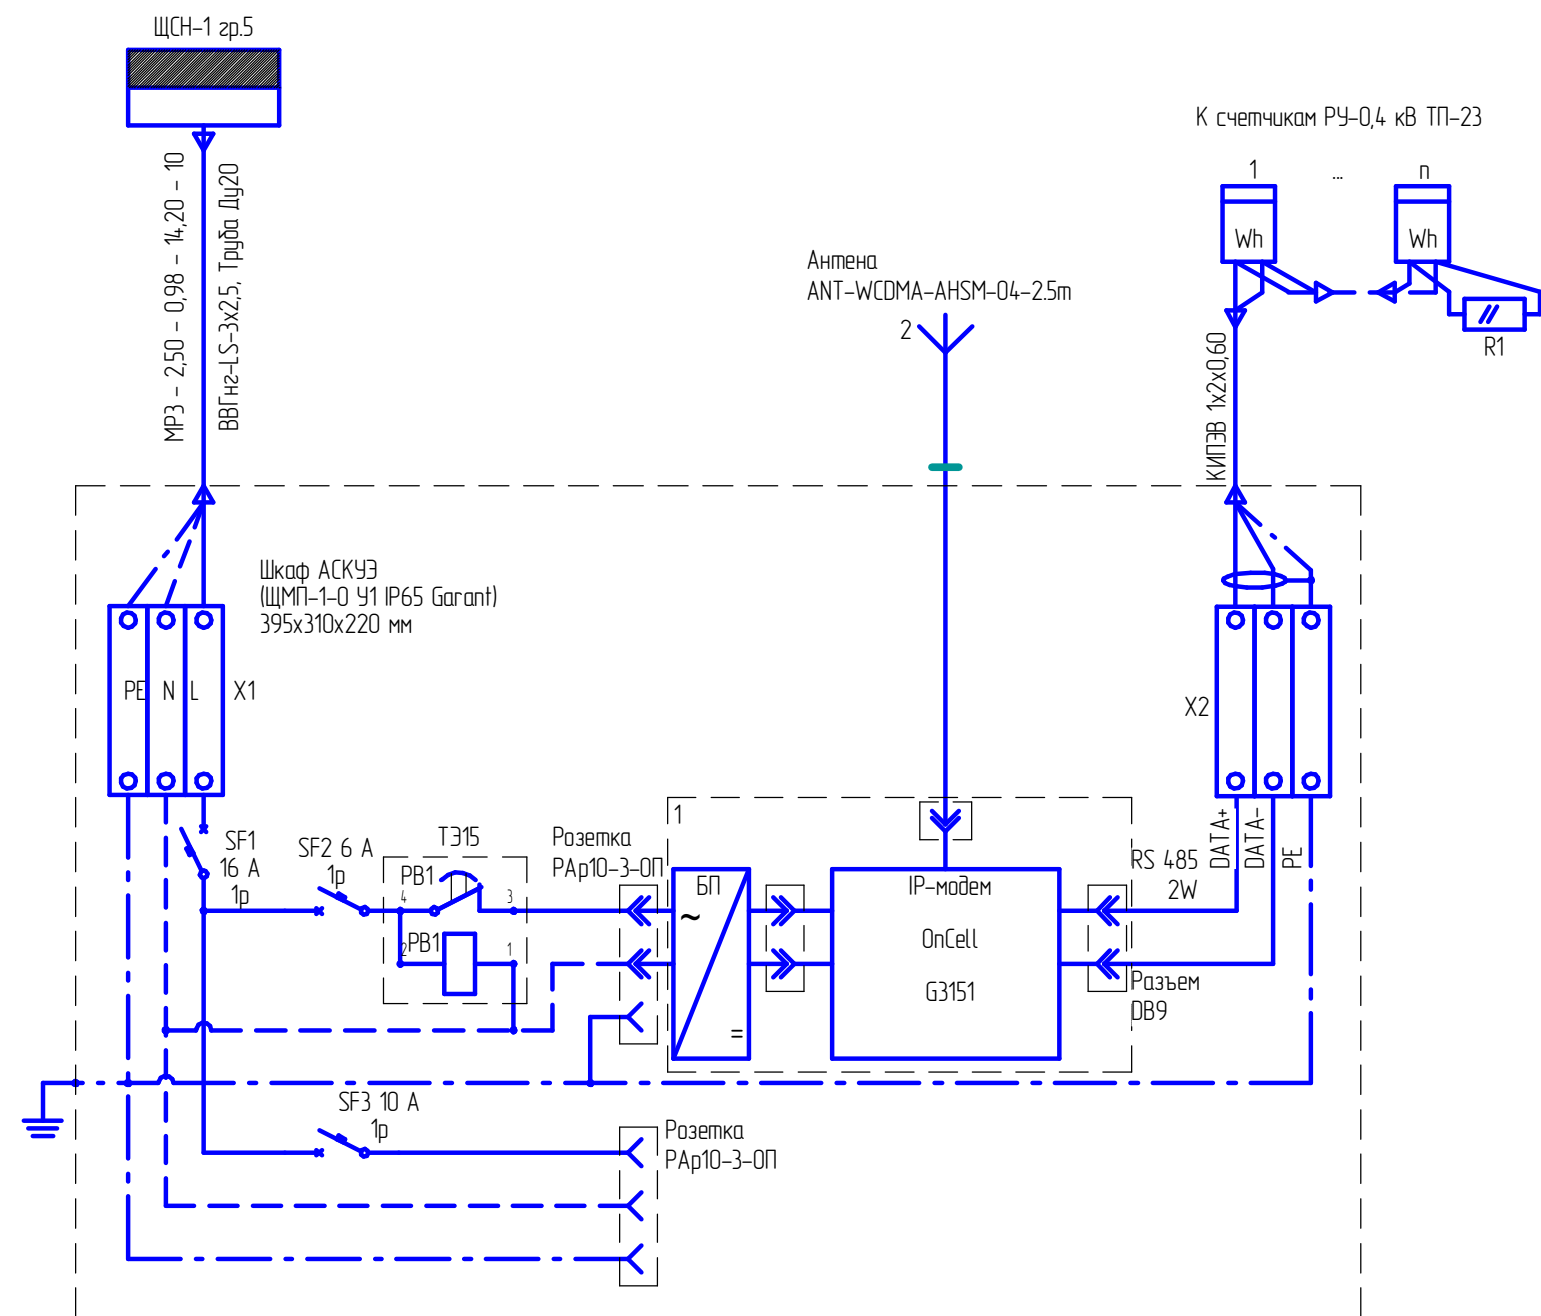 ЩСН-1 гр.5
МРЗ - 2,50 - 0,98 - 14,20 - 10
ВВГнг-LS-3х2,5, Труба Ду20
К счетчикам РУ-0,4 кВ ТП-23
1
...
n
Wh
Wh
R1
КИПЭВ 1х2х0,60
Антена
ANT-WCDMA-AHSM-04-2.5m
2
Шкаф АСКУЭ
(ЩМП-1-0 У1 IP65 Garant)
395х310х220 мм
PE N L X1
X2
SF1
16 А
1р
SF2 6 А
1р
ТЭ15
РВ1
4
3
2
РВ1
1
Розетка
РАр10-3-ОП
1
БП
~
=
IP-модем
OnCell
G3151
RS 485
2W
DATA+
DATA-
PE
Разъем
DB9
SF3 10 А
1р
Розетка
РАр10-3-ОП